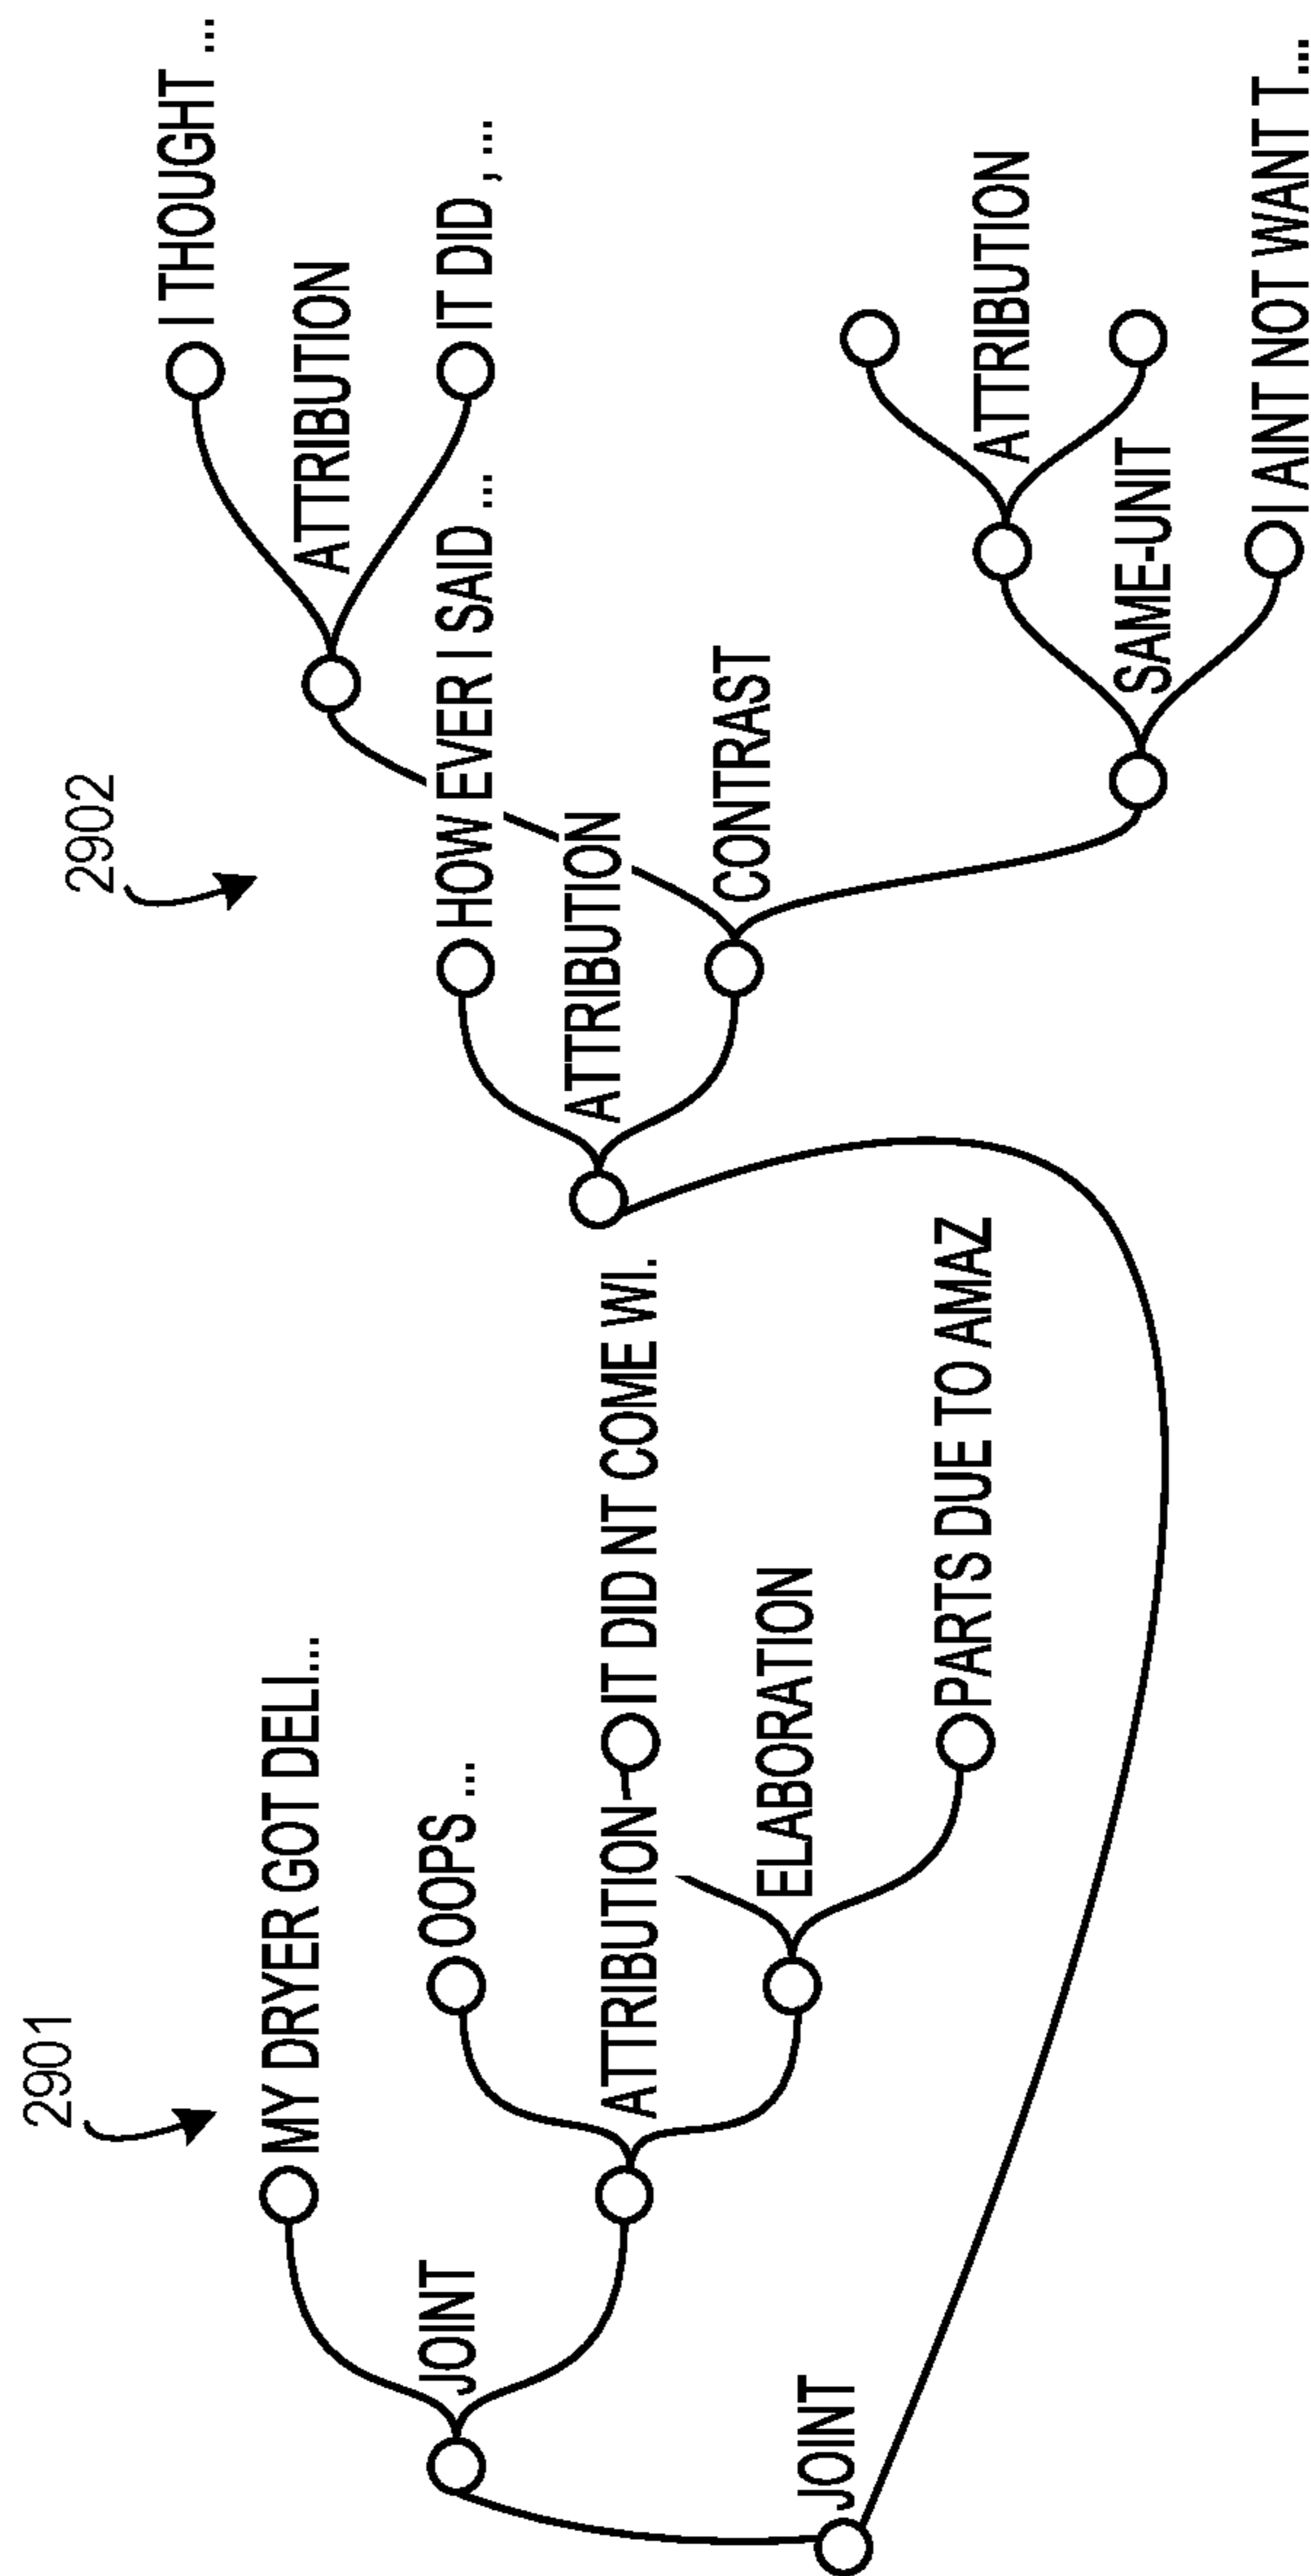 2901
MY DRYER GOT DELI...
JOINT
OOPS ...
ATTRIBUTION
IT DID NT COME WI.
ELABORATION
PARTS DUE TO AMAZ
JOINT
2902
I THOUGHT ...
ATTRIBUTION
HOW EVER I SAID ...
IT DID , ...
ATTRIBUTION
CONTRAST
ATTRIBUTION
SAME-UNIT
I AINT NOT WANT T...